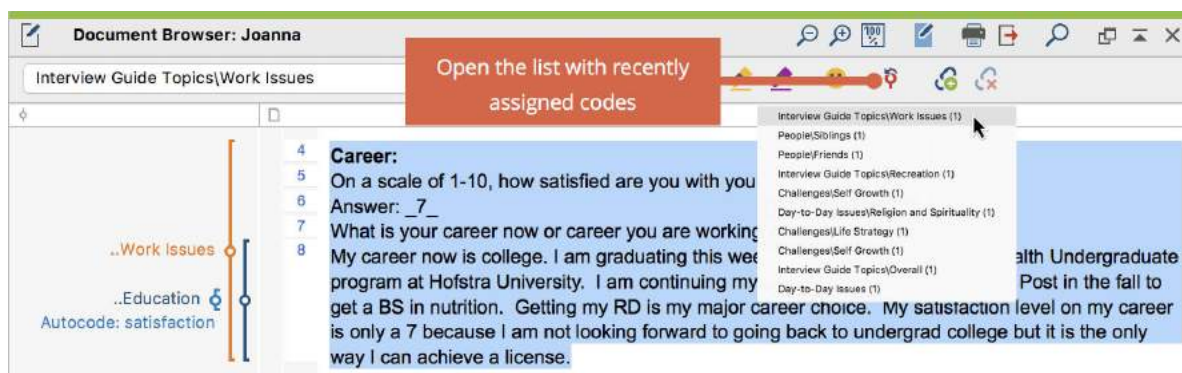 Document Browser: Joanna
100
%
Interview Guide Topics\Work Issues
Open the list with recently
assigned codes
Interview Guide Topics\Work Issues (1)
People\Siblings (1)
People\Friends (1)
Interview Guide Topics\Recreation (1)
Challenges\Self Growth (1)
Day-to-Day Issues\Religion and Spirituality (1)
Challenges\Life Strategy (1)
Challenges\Self Growth (1)
Interview Guide Topics\Overall (1)
Day-to-Day Issues (1)
..Work Issues
..Education
Autocode: satisfaction
4 Career:
5 On a scale of 1-10, how satisfied are you with you
6 Answer: _7_
7 What is your career now or career you are working
8 My career now is college. I am graduating this wee alth Undergraduate
program at Hofstra University. I am continuing my Post in the fall to
get a BS in nutrition. Getting my RD is my major career choice. My satisfaction level on my career
is only a 7 because I am not looking forward to going back to undergrad college but it is the only
way I can achieve a license.